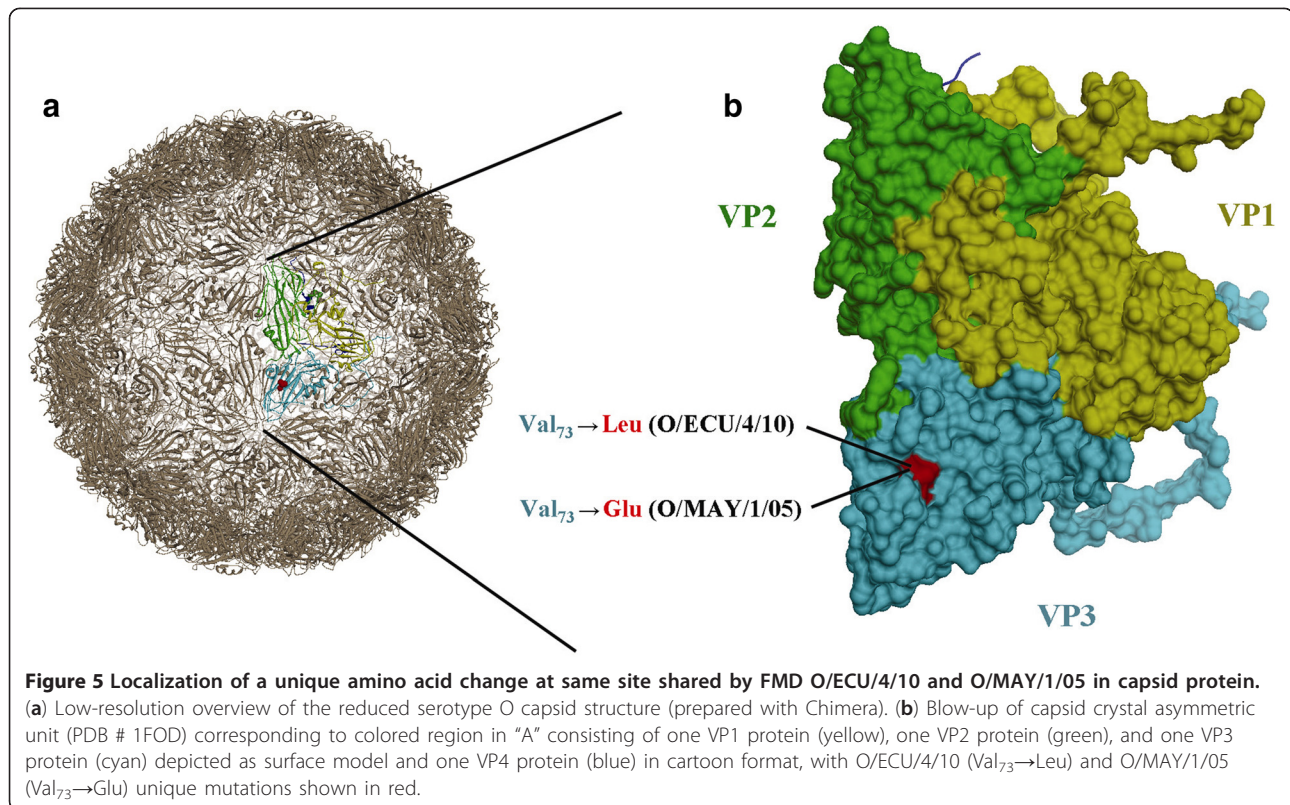 a
b
VP2
VP1
Val₇₃→Leu (O/ECU/4/10)
Val₇₃→Glu (O/MAY/1/05)
VP3
Figure 5 Localization of a unique amino acid change at same site shared by FMD O/ECU/4/10 and O/MAY/1/05 in capsid protein.
(a) Low-resolution overview of the reduced serotype O capsid structure (prepared with Chimera). (b) Blow-up of capsid crystal asymmetric
unit (PDB # 1FOD) corresponding to colored region in “A” consisting of one VP1 protein (yellow), one VP2 protein (green), and one VP3
protein (cyan) depicted as surface model and one VP4 protein (blue) in cartoon format, with O/ECU/4/10 (Val₇₃→Leu) and O/MAY/1/05
(Val₇₃→Glu) unique mutations shown in red.